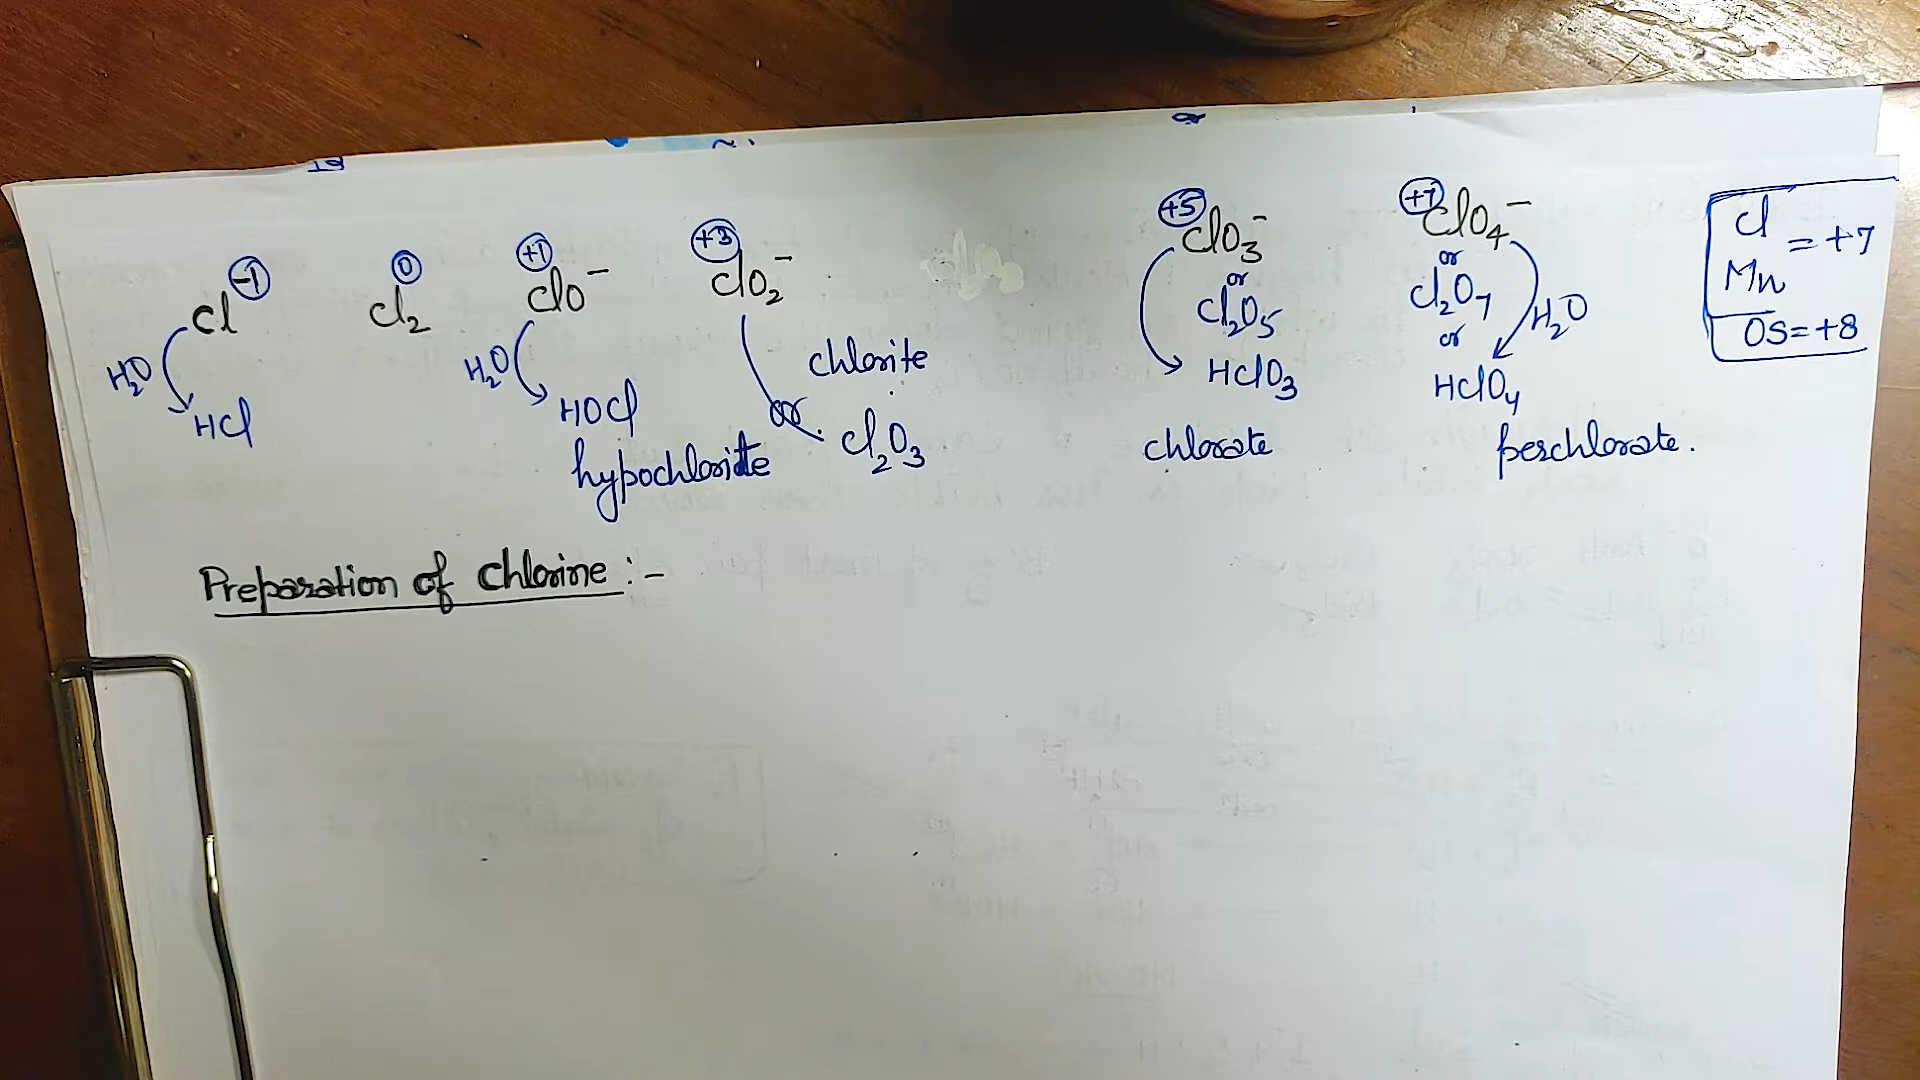 Cl -1 Cl2 0 +1 ClO⁻ +3 ClO2⁻ +5 ClO3⁻ +7 ClO4⁻
H2O HCl
H2O HOCl
hypochlorite
chlorite
or Cl2O3
or
Cl2O5
HClO3
chlorate
or
Cl2O7
or
H2O
HClO4
perchlorate.
Cl
Mn = +7
OS = +8
Preparation of Chlorine :-